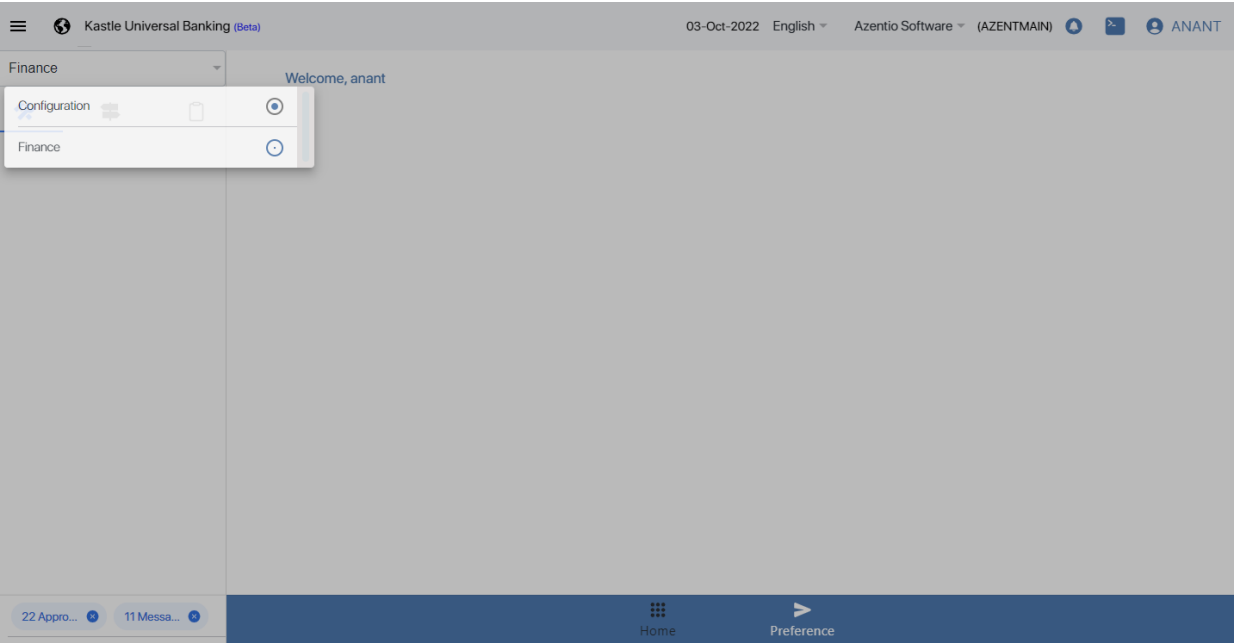 Kastle Universal Banking (Beta) 03-Oct-2022 English Azentio Software (AZENTMAIN) ANANT
Finance
Welcome, anant
Configuration
Finance
22 Appro... 11 Messa...
Home Preference